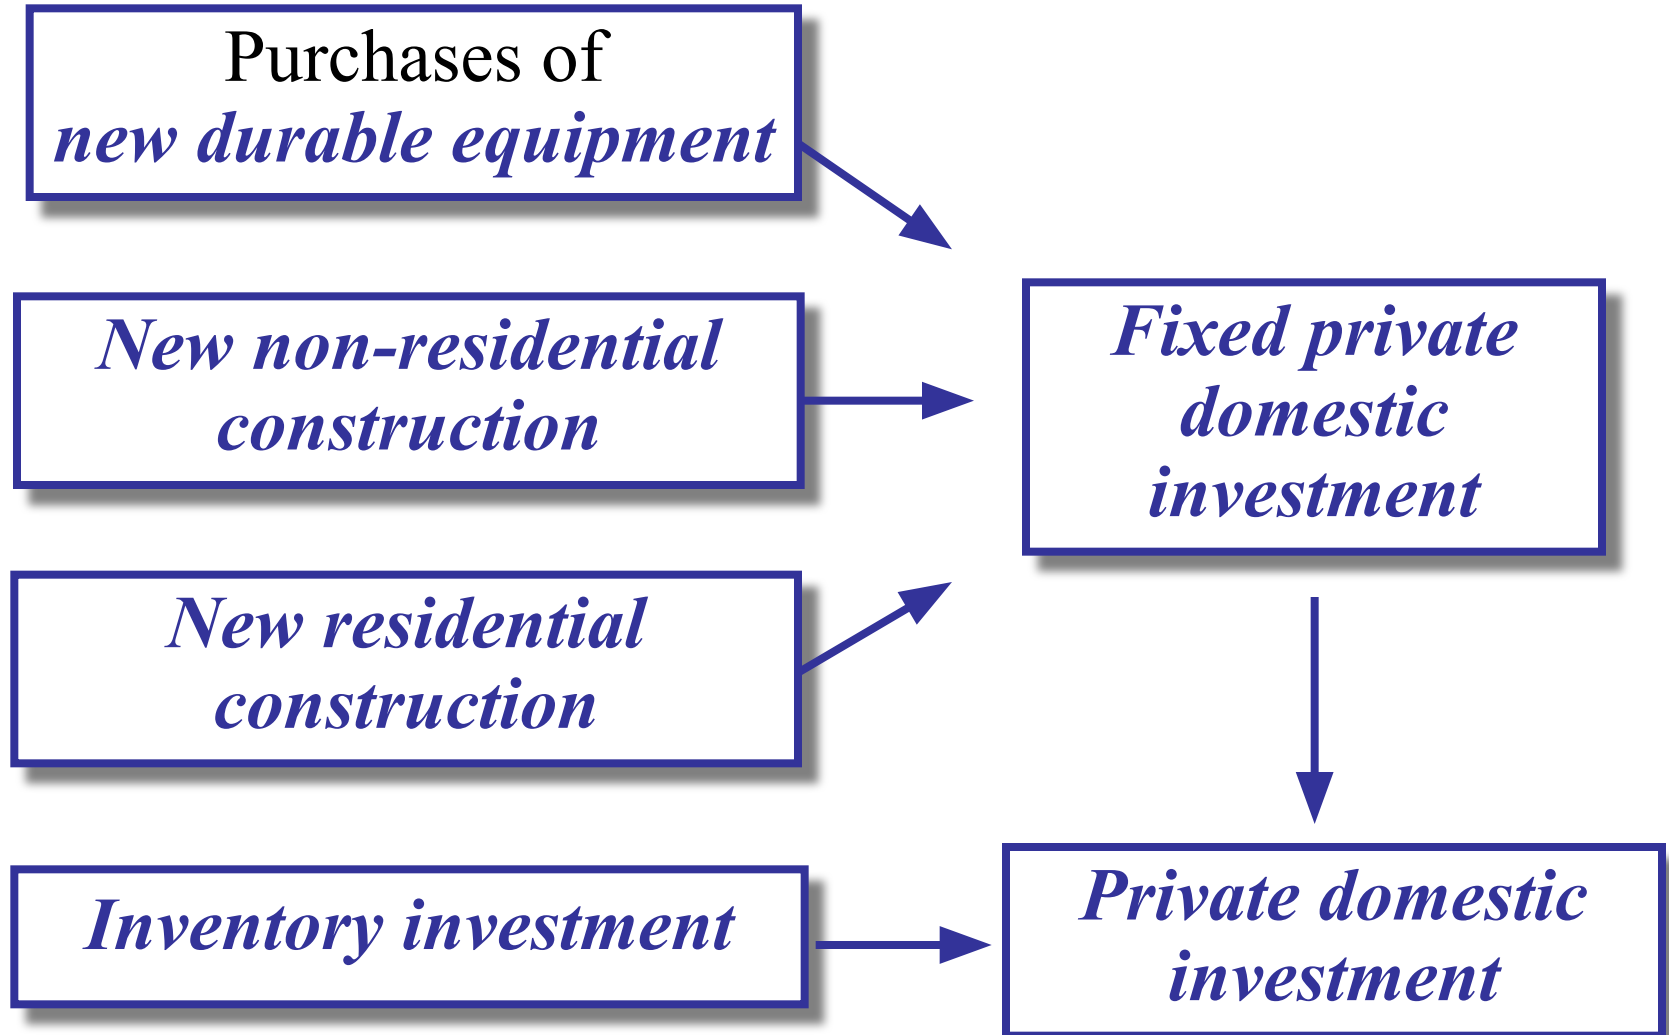 Purchases of
new durable equipment
New non-residential
construction
New residential
construction
Inventory investment
Fixed private
domestic
investment
Private domestic
investment